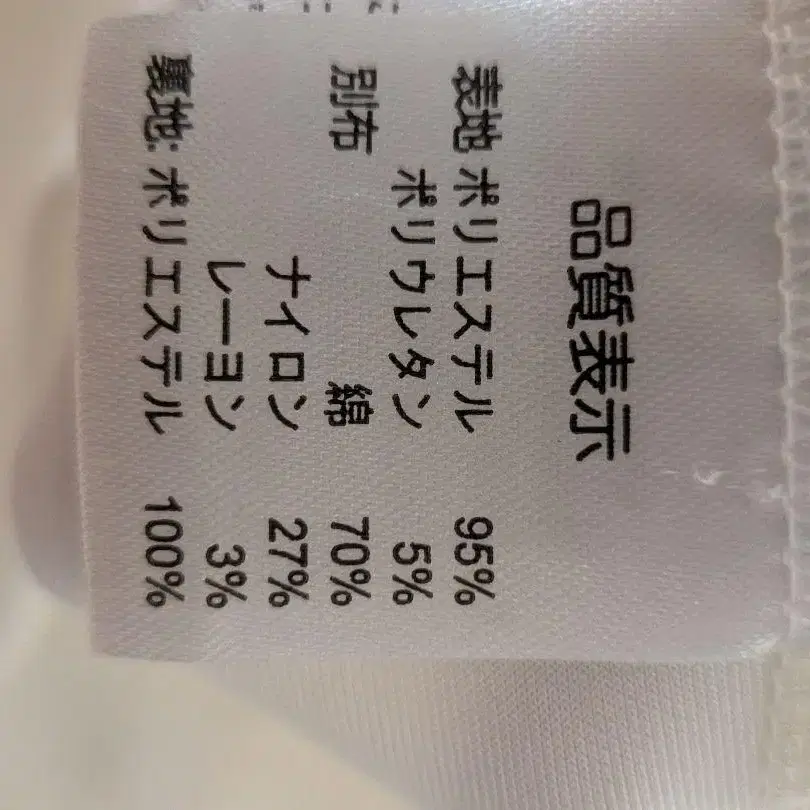 品質表示
表地 ポリエステル 95%
ポリウレタン 5%
別布 綿 70%
ナイロン 27%
レーヨン 3%
裏地: ポリエステル 100%